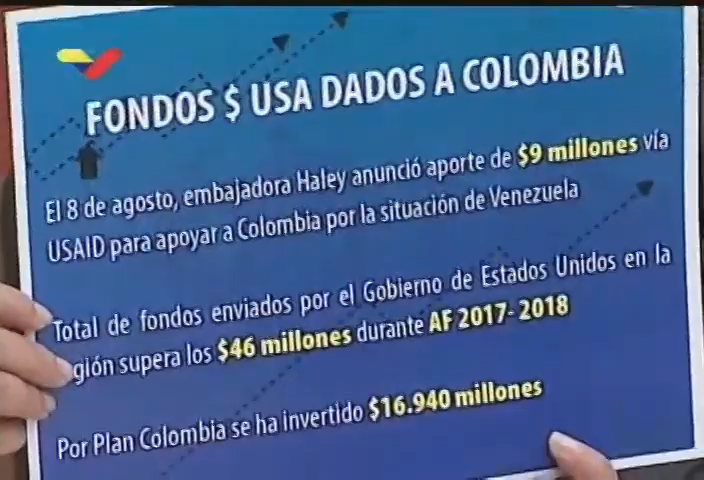 FONDOS $ USA DADOS A COLOMBIA
El 8 de agosto, embajadora Haley anunció aporte de $9 millones vía
USAID para apoyar a Colombia por la situación de Venezuela
Total de fondos enviados por el Gobierno de Estados Unidos en la
gión supera los $46 millones durante AF 2017-2018
Por Plan Colombia se ha invertido $16.940 millones